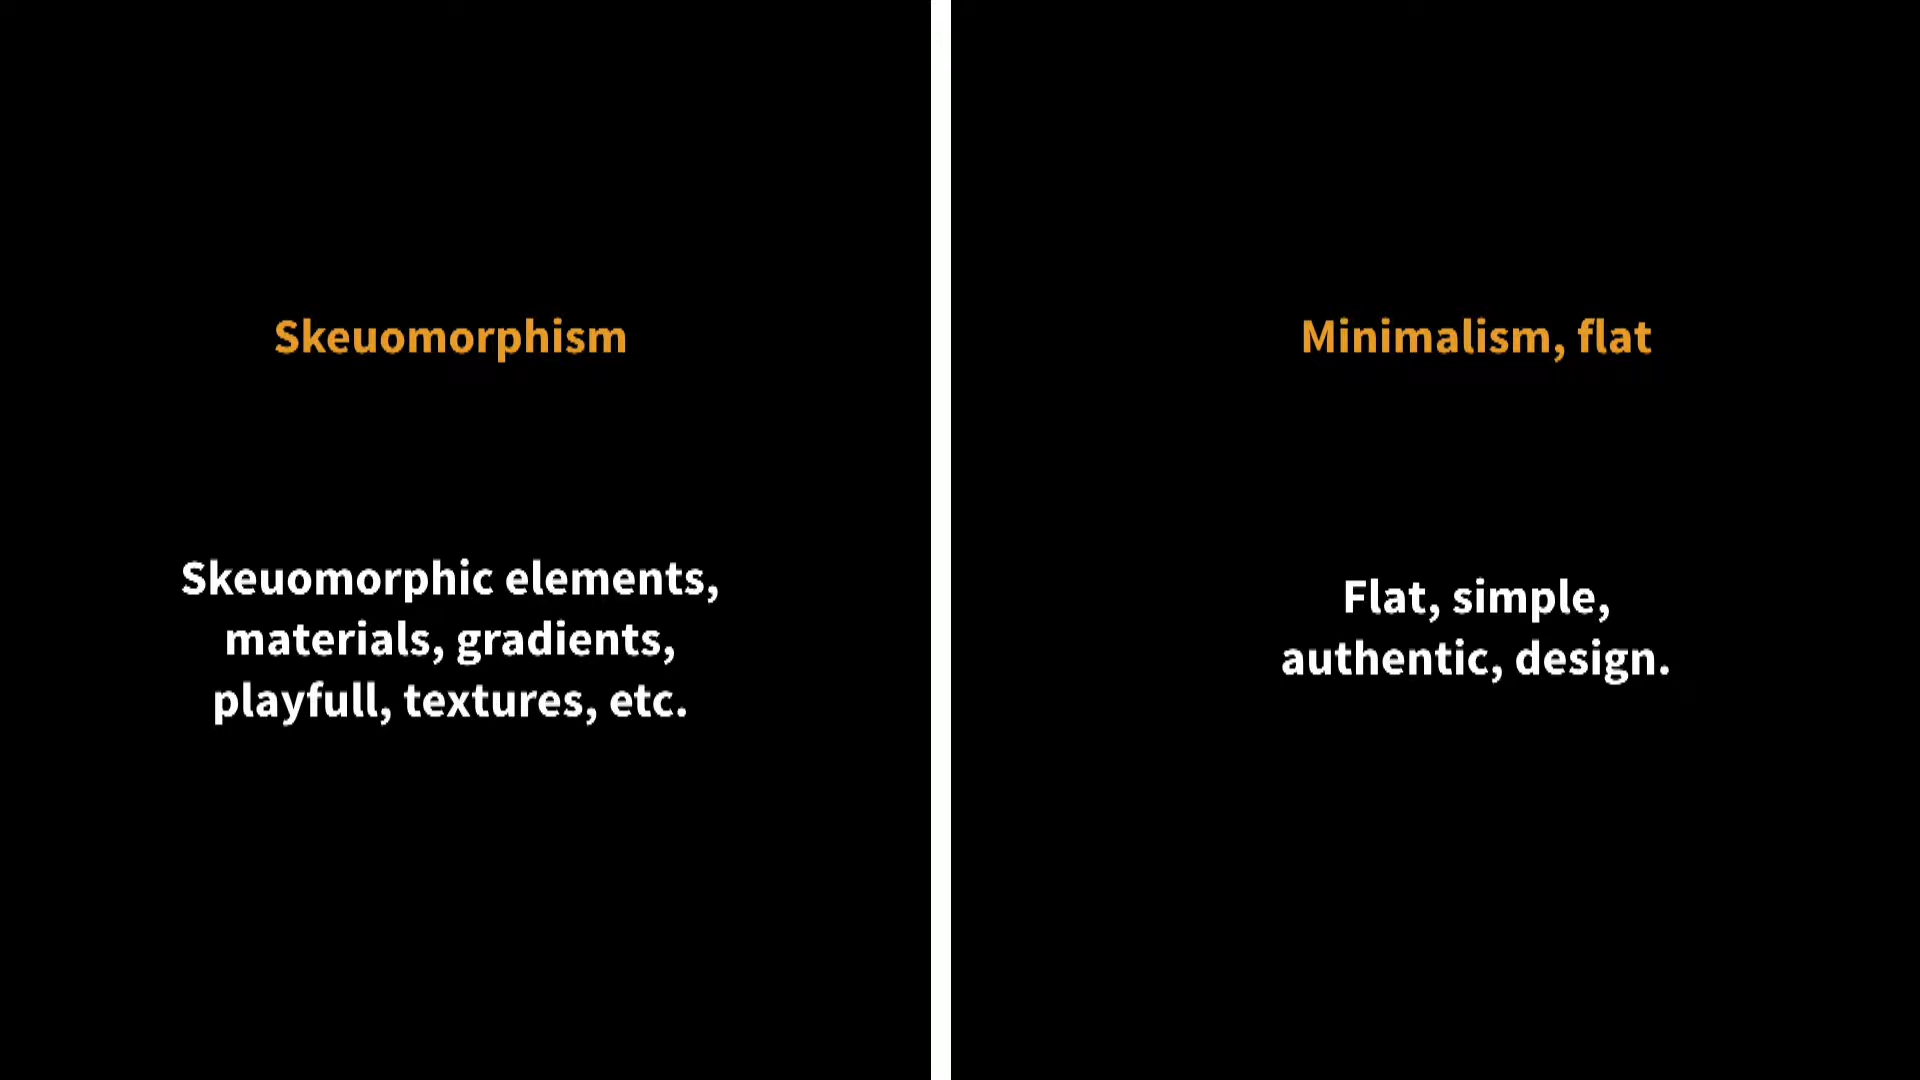 Skeuomorphism
Skeuomorphic elements,
materials, gradients,
playfull, textures, etc.
Minimalism, flat
Flat, simple,
authentic, design.